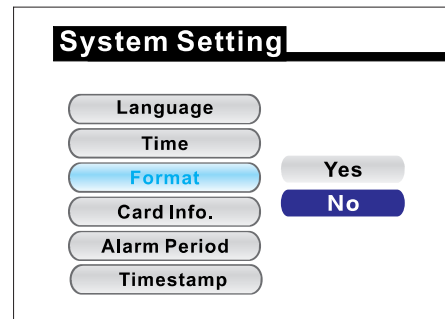 System Setting
Language
Time
Format
Yes
Card Info.
No
Alarm Period
Timestamp